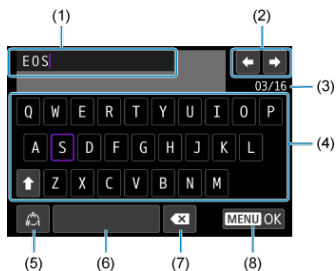 (1) (2)
EOS
03/16 (3)
Q W E R T Y U I O P
A S D F G H J K L (4)
Z X C V B N M
MENU OK
(5) (6) (7) (8)